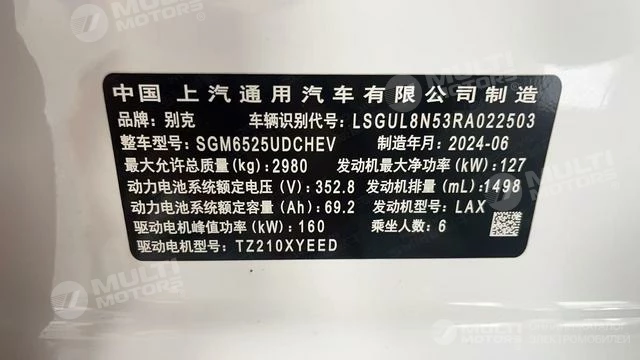 MULTI MOTORS
中国 上汽通用汽车有限公司制造
品牌:别克 车辆识别代号:LSGUL8N53RA022503
整车型号:SGM6525UDCHEV 制造年月:2024-06
最大允许总质量(kg):2980 发动机最大净功率(kW):127
动力电池系统额定电压(V):352.8 发动机排量(mL):1498
动力电池系统额定容量(Ah):69.2 发动机型号:LAX
驱动电机峰值功率(kW):160 乘坐人数:6
驱动电机型号:TZ210XYEED
MULTI MOTORS
MULTI MOTORS